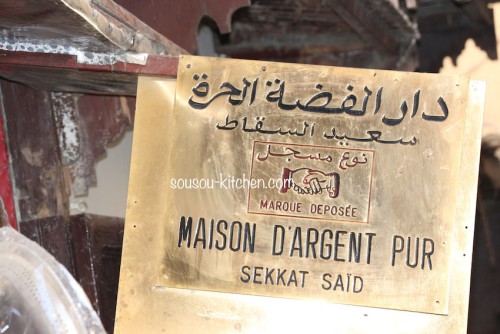 دار الفضة الحرة
سعيد السقاط
نوع مسجل
sousou-kitchen.com
MARQUE DEPOSÉE
MAISON D'ARGENT PUR
SEKKAT SAÏD